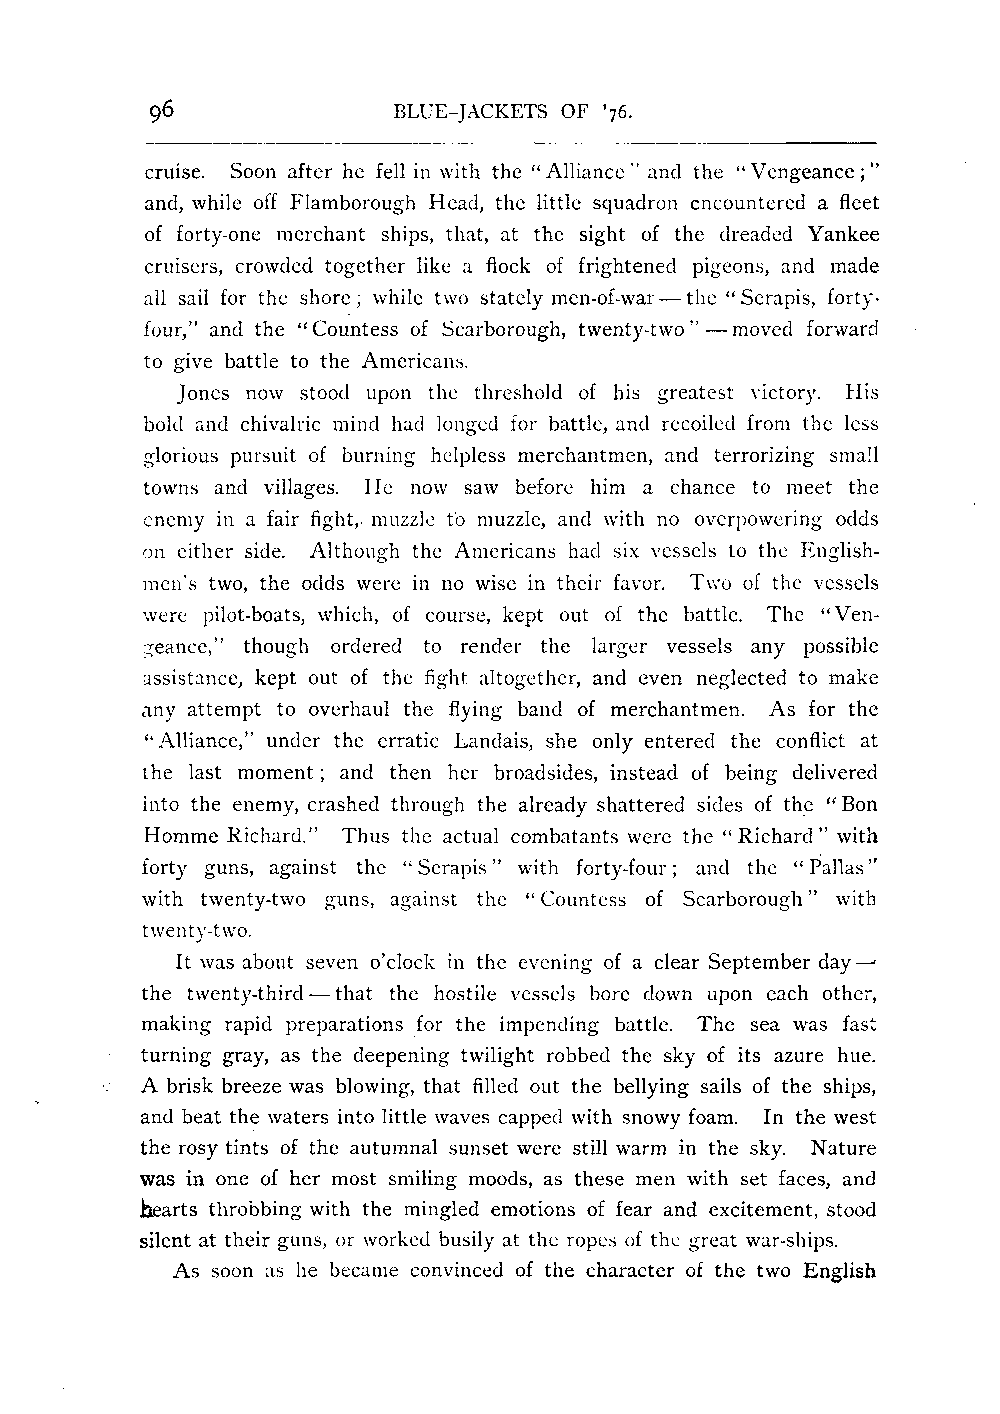 96 BLUE-JACKETS OF '76.
cruise. Soon after he fell in with the "Alliance" and the "Vengeance;"
and, while off Flamborough Head, the little squadron encountered a fleet
of forty-one merchant ships, that, at the sight of the dreaded Yankee
cruisers, crowded together like a flock of frightened pigeons, and made
all sail for the shore; while two stately men-of-war — the "Serapis, forty-
four," and the "Countess of Scarborough, twenty-two" — moved forward
to give battle to the Americans.
Jones now stood upon the threshold of his greatest victory. His
bold and chivalric mind had longed for battle, and recoiled from the less
glorious pursuit of burning helpless merchantmen, and terrorizing small
towns and villages. He now saw before him a chance to meet the
enemy in a fair fight, muzzle to muzzle, and with no overpowering odds
on either side. Although the Americans had six vessels to the English-
men's two, the odds were in no wise in their favor. Two of the vessels
were pilot-boats, which, of course, kept out of the battle. The "Ven-
geance," though ordered to render the larger vessels any possible
assistance, kept out of the fight altogether, and even neglected to make
any attempt to overhaul the flying band of merchantmen. As for the
"Alliance," under the erratic Landais, she only entered the conflict at
the last moment; and then her broadsides, instead of being delivered
into the enemy, crashed through the already shattered sides of the "Bon
Homme Richard." Thus the actual combatants were the "Richard" with
forty guns, against the "Serapis" with forty-four; and the "Pallas"
with twenty-two guns, against the "Countess of Scarborough" with
twenty-two.
It was about seven o'clock in the evening of a clear September day —
the twenty-third — that the hostile vessels bore down upon each other,
making rapid preparations for the impending battle. The sea was fast
turning gray, as the deepening twilight robbed the sky of its azure hue.
A brisk breeze was blowing, that filled out the bellying sails of the ships,
and beat the waters into little waves capped with snowy foam. In the west
the rosy tints of the autumnal sunset were still warm in the sky. Nature
was in one of her most smiling moods, as these men with set faces, and
hearts throbbing with the mingled emotions of fear and excitement, stood
silent at their guns, or worked busily at the ropes of the great war-ships.
As soon as he became convinced of the character of the two English